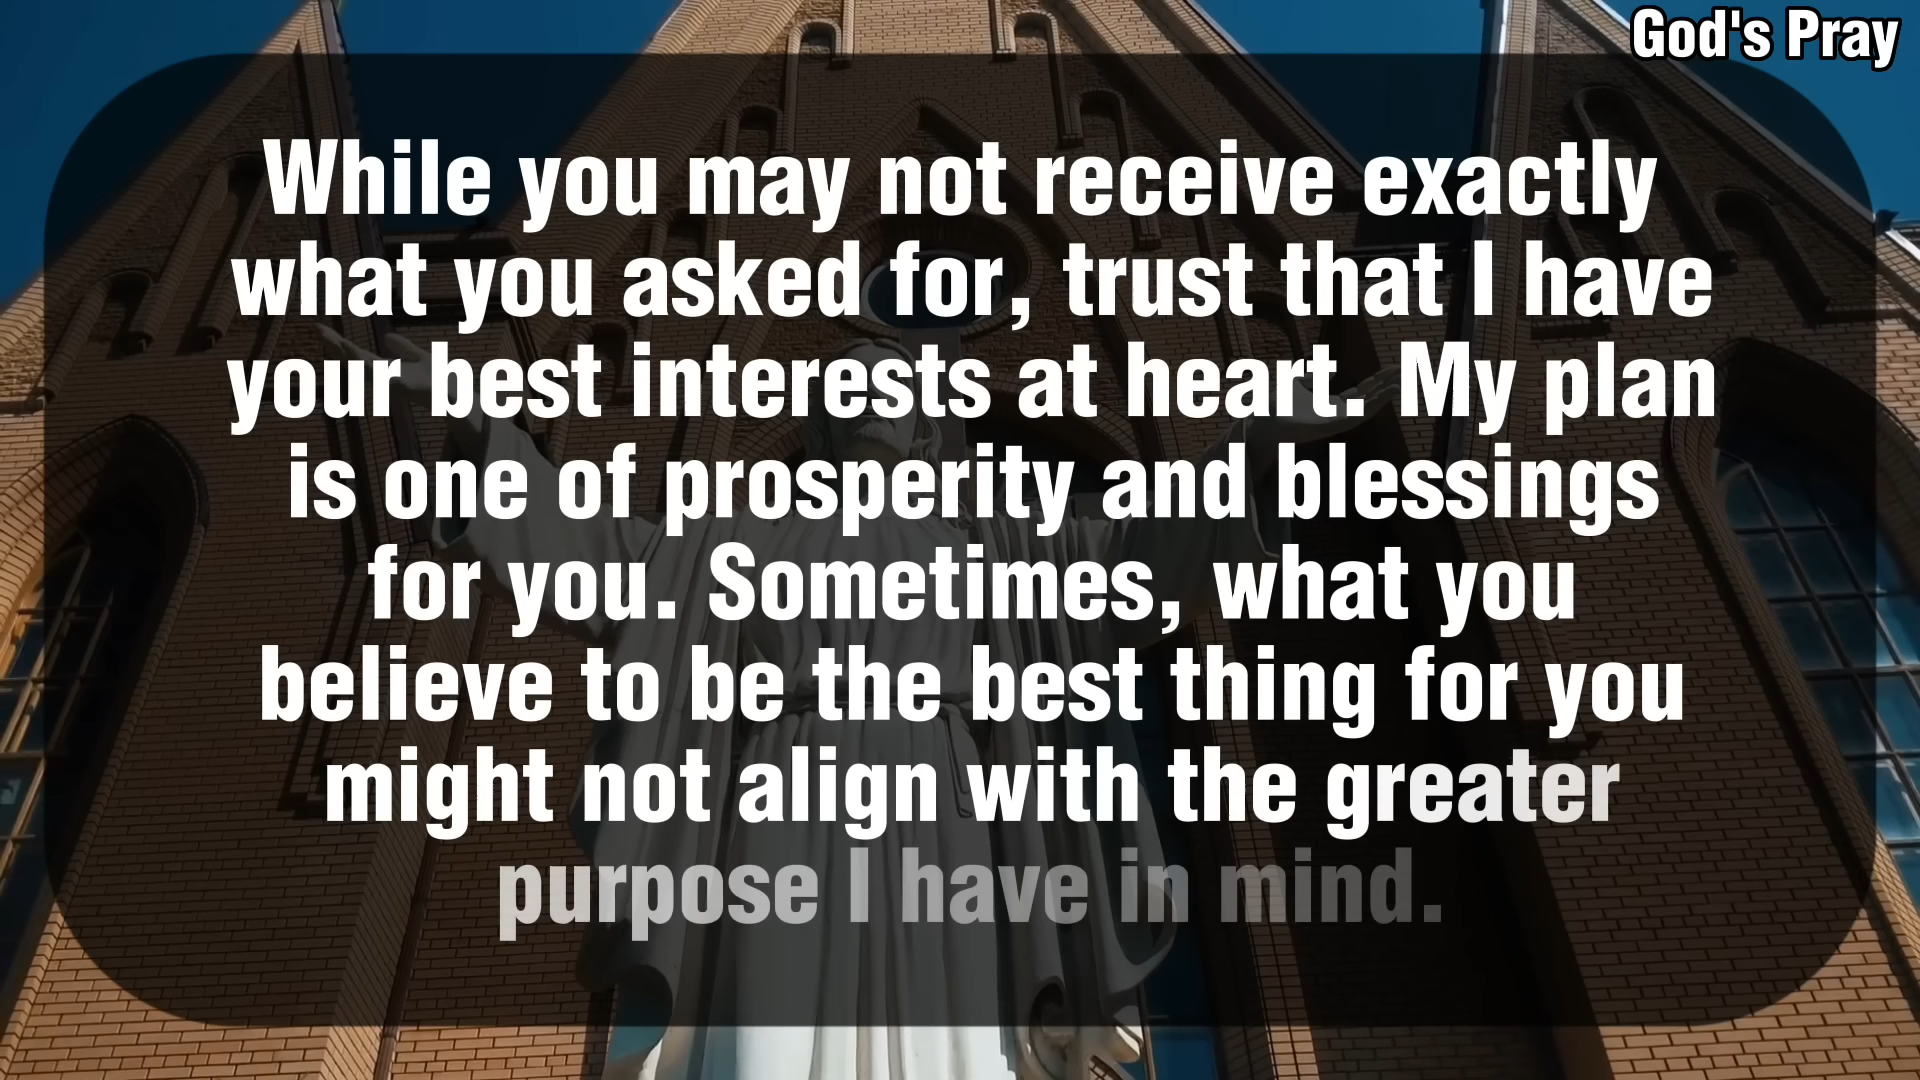 God's Pray
While you may not receive exactly
what you asked for, trust that I have
your best interests at heart. My plan
is one of prosperity and blessings
for you. Sometimes, what you
believe to be the best thing for you
might not align with the greater
purpose I have in mind.